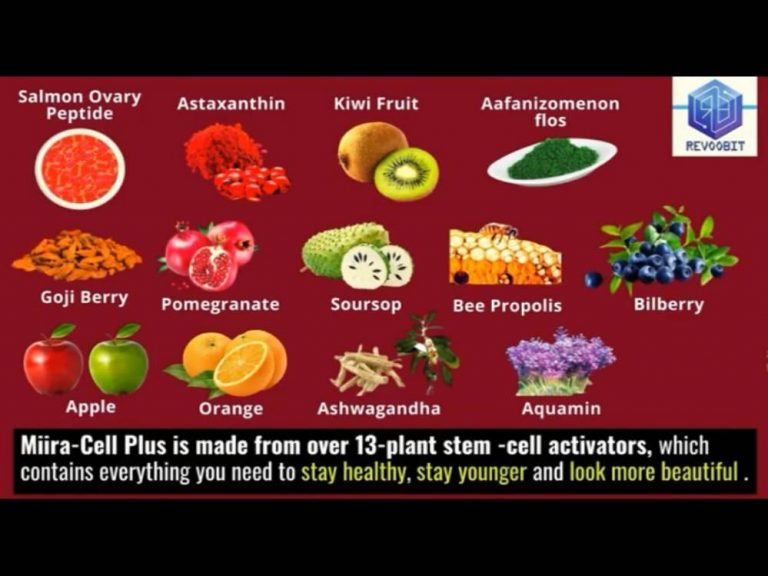 Salmon Ovary
Peptide
Astaxanthin
Kiwi Fruit
Aafanizomenon
flos
REVOOBIT
Goji Berry
Pomegranate
Soursop
Bee Propolis
Bilberry
Apple
Orange
Ashwagandha
Aquamin
Miira-Cell Plus is made from over 13-plant stem -cell activators, which
contains everything you need to stay healthy, stay younger and look more beautiful .